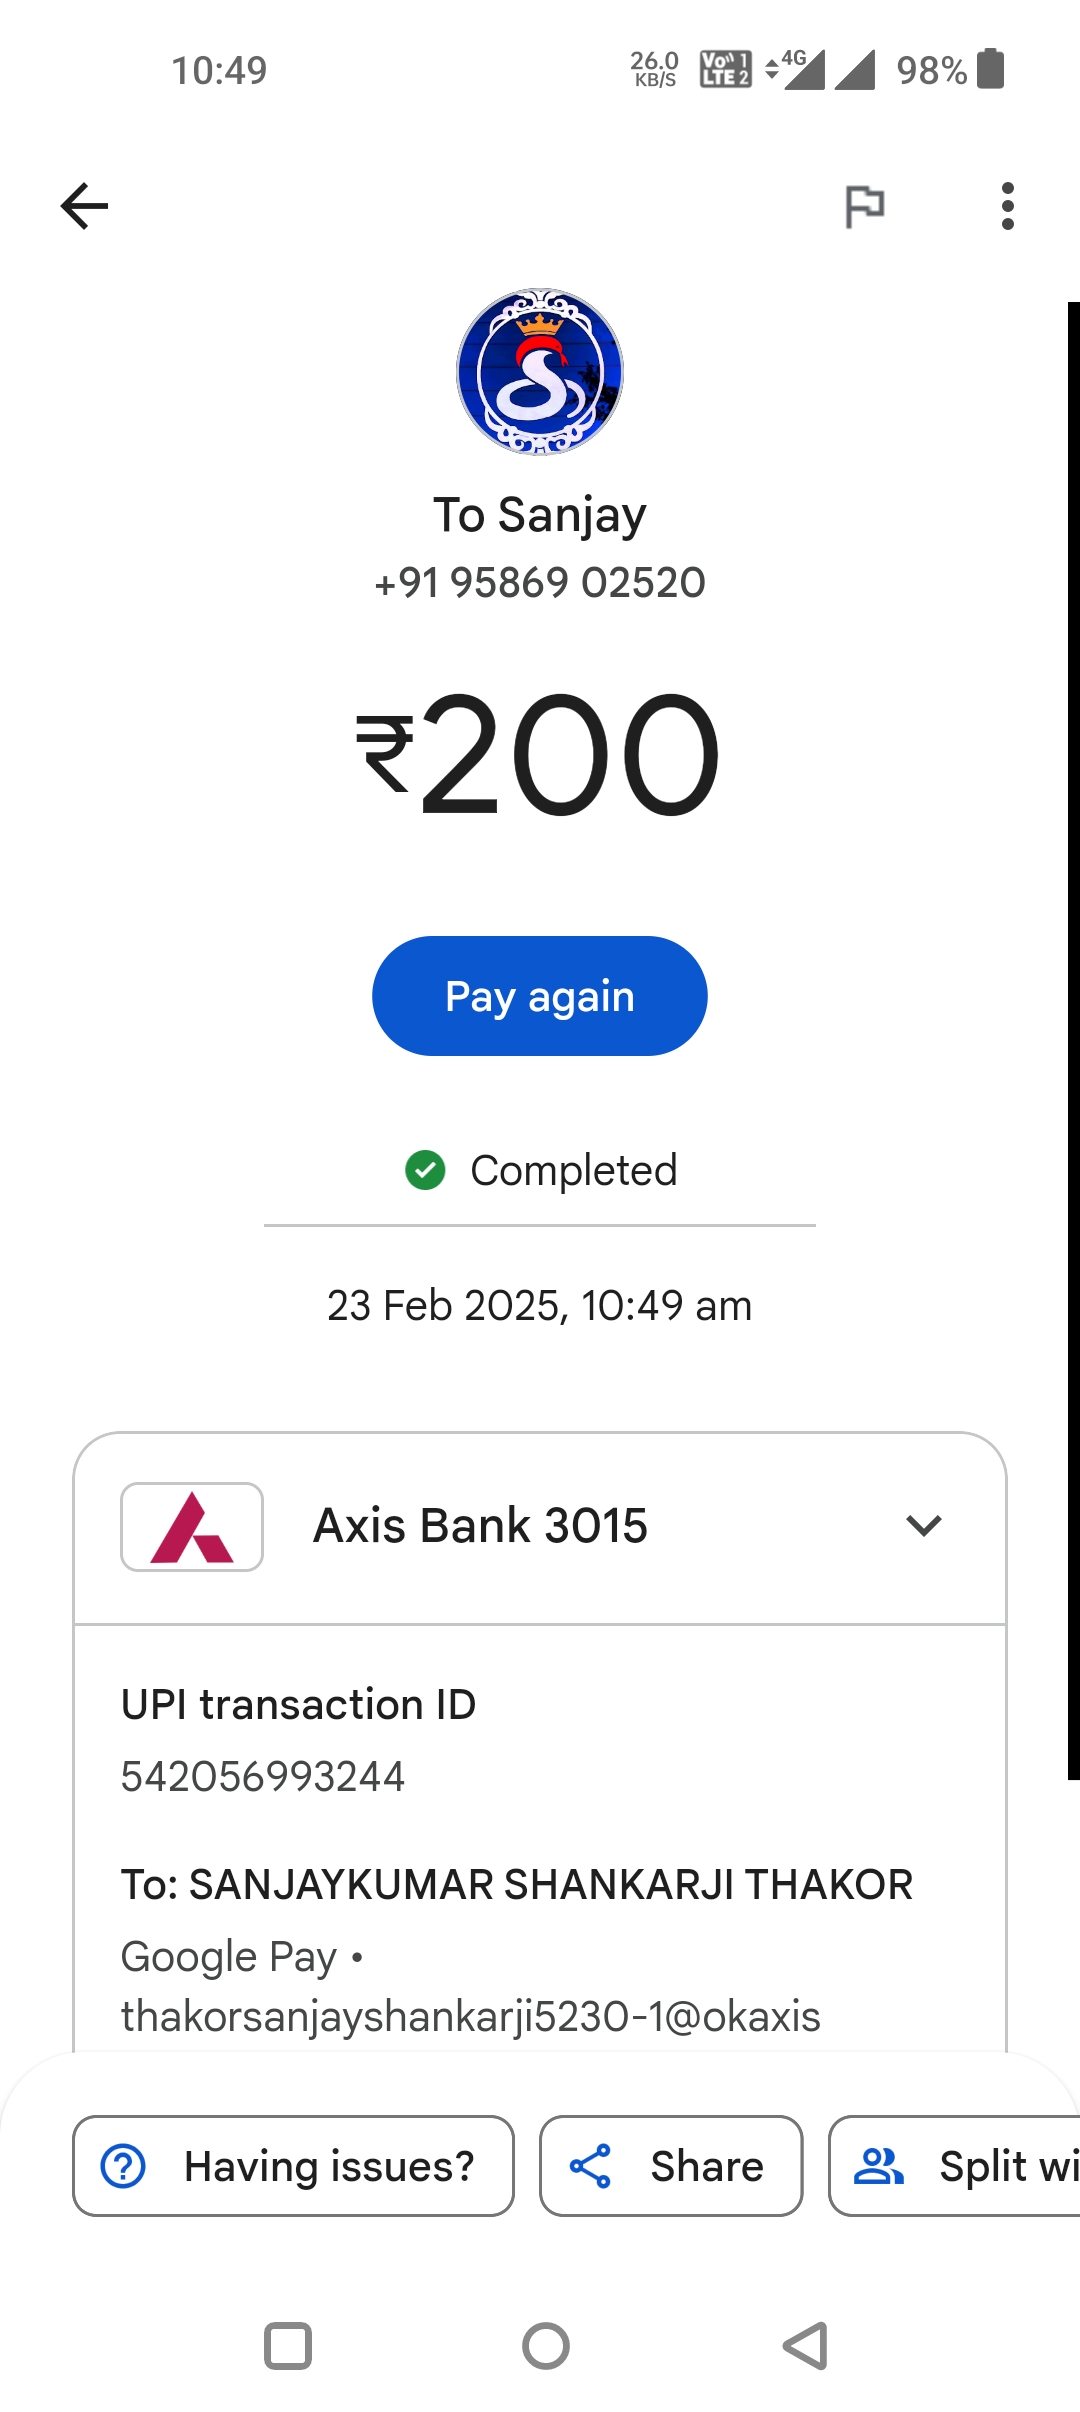 10:49
26.0 KB/S Vo)) LTE 1 2 4G 98%
To Sanjay
+91 95869 02520
₹200
Pay again
Completed
23 Feb 2025, 10:49 am
Axis Bank 3015
UPI transaction ID
542056993244
To: SANJAYKUMAR SHANKARJI THAKOR
Google Pay •
thakorsanjayshankarji5230-1@okaxis
Having issues? Share Split wi